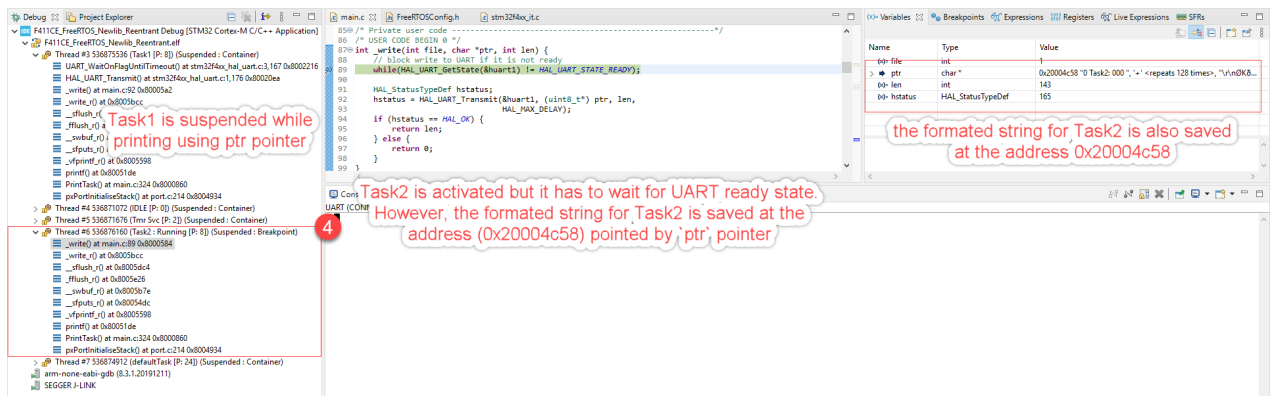 Debug
Project Explorer
F411CE_FreeRTOS_Newlib_Reentrant Debug [STM32 Cortex-M C/C++ Application]
F411CE_FreeRTOS_Newlib_Reentrant.elf
Thread #3 536875536 (Task1 [P: 8]) (Suspended : Container)
UART_WaitOnFlagUntilTimeout() at stm32f4xx_hal_uart.c:3,167 0x8002216
HAL_UART_Transmit() at stm32f4xx_hal_uart.c:1,176 0x80020ea
_write() at main.c:92 0x80005a2
_write_r() at 0x8005bcc
__sflush_r() at
_fflush_r() at
__swbuf_r()
__sfputs_r()
_vfprintf_r() at 0x8005598
printf() at 0x80051de
PrintTask() at main.c:324 0x8000860
pxPortInitialiseStack() at port.c:214 0x8004934
Thread #4 536871072 (IDLE [P: 0]) (Suspended : Container)
Thread #5 536871676 (Tmr Svc [P: 2]) (Suspended : Container)
Thread #6 536876160 (Task2 : Running [P: 8]) (Suspended : Breakpoint)
_write() at main.c:89 0x8000584
_write_r() at 0x8005bcc
__sflush_r() at 0x8005dc4
_fflush_r() at 0x8005e26
__swbuf_r() at 0x8005b7e
__sfputs_r() at 0x80054dc
_vfprintf_r() at 0x8005598
printf() at 0x80051de
PrintTask() at main.c:324 0x8000860
pxPortInitialiseStack() at port.c:214 0x8004934
Thread #7 536874912 (defaultTask [P: 24]) (Suspended : Container)
arm-none-eabi-gdb (8.3.1.20191211)
SEGGER J-LINK
Task1 is suspended while
printing using ptr pointer
4
main.c
FreeRTOSConfig.h
stm32f4xx_it.c
85 /* Private user code ---------------------------------------------------------*/
86 /* USER CODE BEGIN 0 */
87 int _write(int file, char *ptr, int len) {
88 // block write to UART if it is not ready
89 while(HAL_UART_GetState(&huart1) != HAL_UART_STATE_READY);
90
91 HAL_StatusTypeDef hstatus;
92 hstatus = HAL_UART_Transmit(&huart1, (uint8_t*) ptr, len,
93 HAL_MAX_DELAY);
94 if (hstatus == HAL_OK) {
95 return len;
96 } else {
97 return 0;
98 }
99 }
Cons
UART (CONN
Task2 is activated but it has to wait for UART ready state.
However, the formated string for Task2 is saved at the
address (0x20004c58) pointed by `ptr` pointer
(x)= Variables
Breakpoints
Expressions
Registers
Live Expressions
SFRs
Name Type Value
(x)= file int 1
ptr char * 0x20004c58 "0 Task2: 000 ", '+' <repeats 128 times>, "\r\nØKȁ...
(x)= len int 143
(x)= hstatus HAL_StatusTypeDef 165
the formated string for Task2 is also saved
at the address 0x20004c58